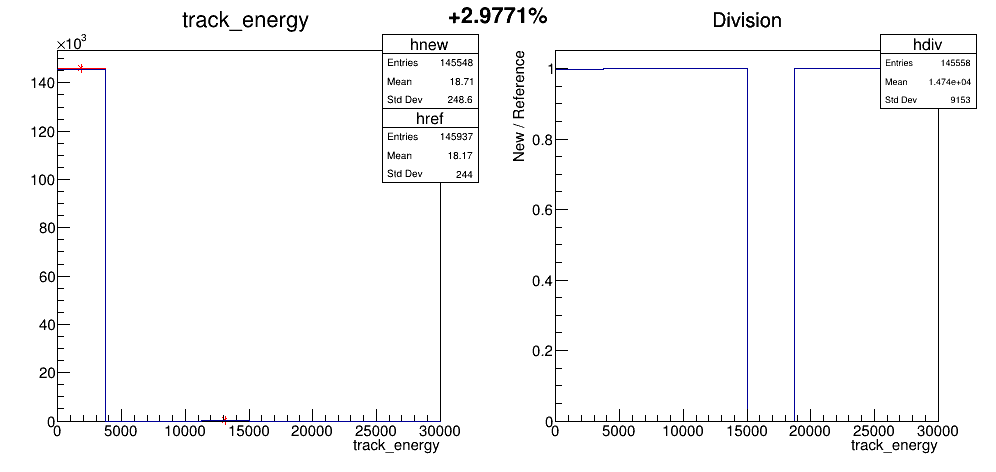 +2.9771%
track_energy
×10³
hnew
Entries 145548
Mean 18.71
Std Dev 248.6
href
Entries 145937
Mean 18.17
Std Dev 244
140
120
100
80
60
40
20
0
0 5000 10000 15000 20000 25000 30000
track_energy
Division
hdiv
Entries 145558
Mean 1.474e+04
Std Dev 9153
New / Reference
1
0.8
0.6
0.4
0.2
0
0 5000 10000 15000 20000 25000 30000
track_energy